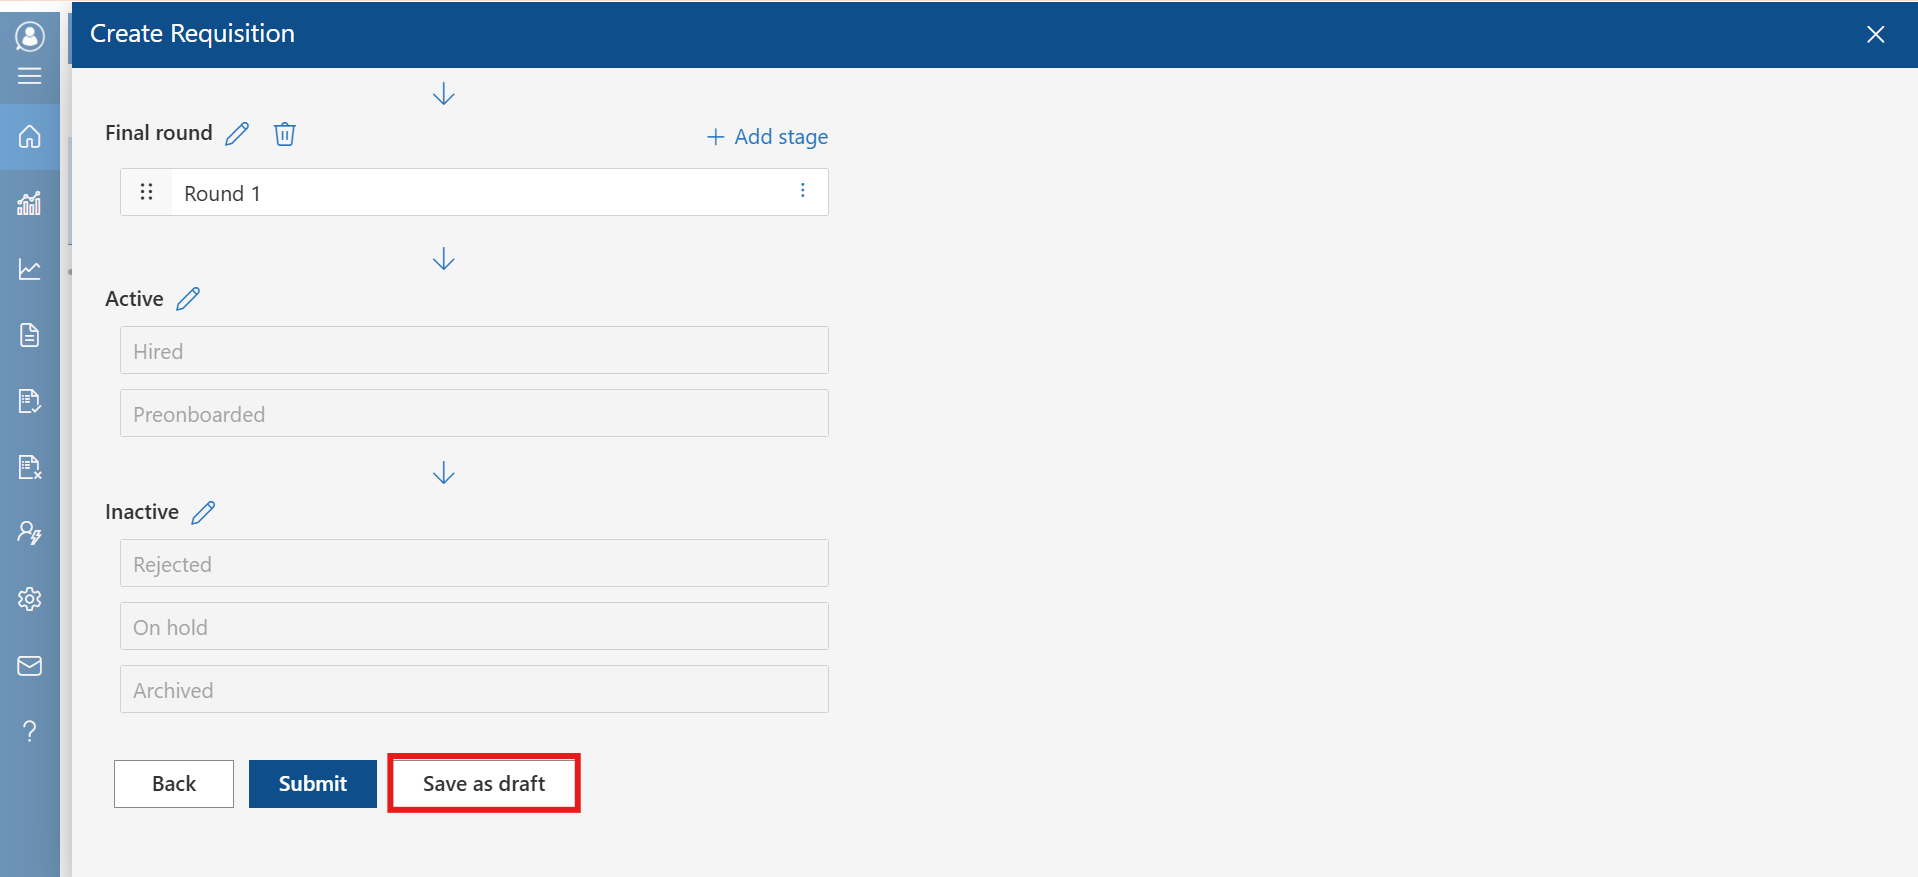 Create Requisition
Final round
Add stage
Round 1
Active
Hired
Preonboarded
Inactive
Rejected
On hold
Archived
Back
Submit
Save as draft